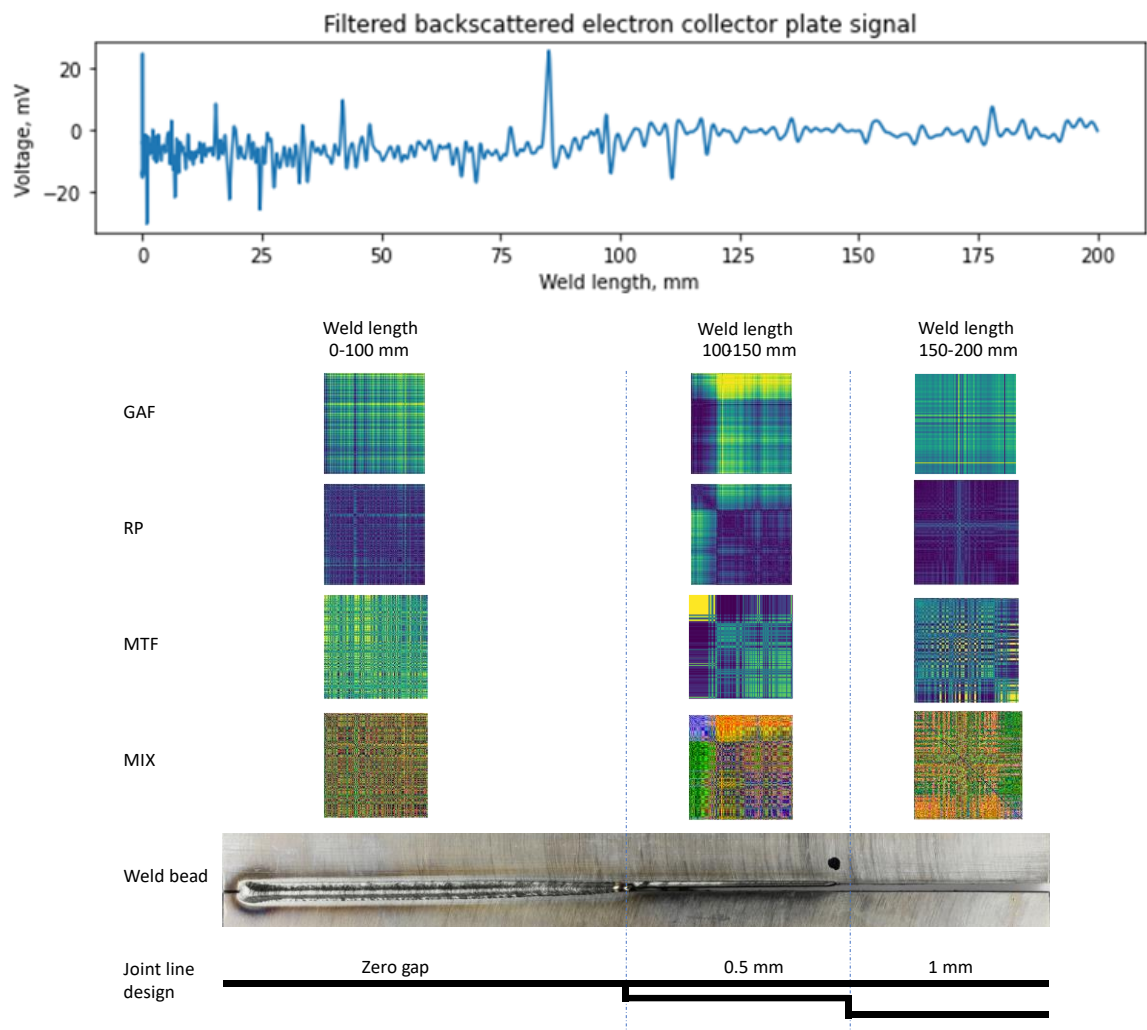 Filtered backscattered electron collector plate signal
Voltage, mV
20
0
−20
0 25 50 75 100 125 150 175 200
Weld length, mm
Weld length
0-100 mm
Weld length
100-150 mm
Weld length
150-200 mm
GAF
RP
MTF
MIX
Weld bead
Joint line
design
Zero gap
0.5 mm
1 mm